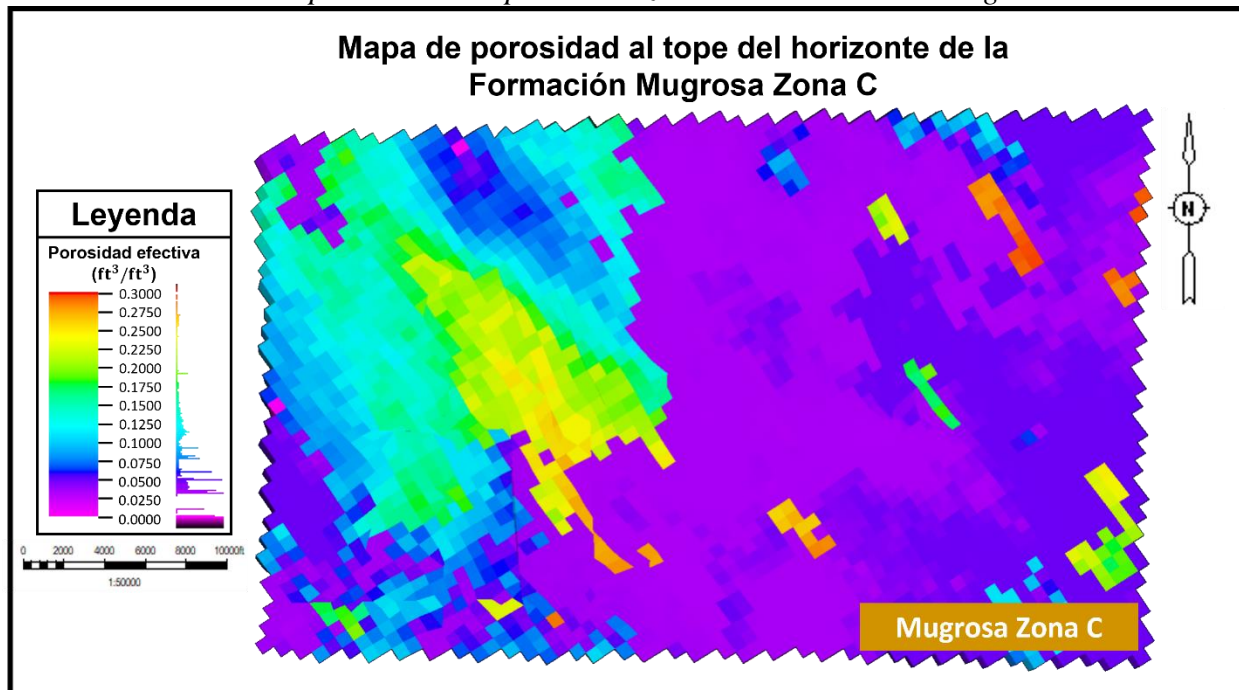 Mapa de porosidad al tope del horizonte de la
Formación Mugrosa Zona C
N
Leyenda
Porosidad efectiva
(ft³/ft³)
0.3000
0.2750
0.2500
0.2250
0.2000
0.1750
0.1500
0.1250
0.1000
0.0750
0.0500
0.0250
0.0000
0 2000 4000 6000 8000 10000ft
1:50000
Mugrosa Zona C